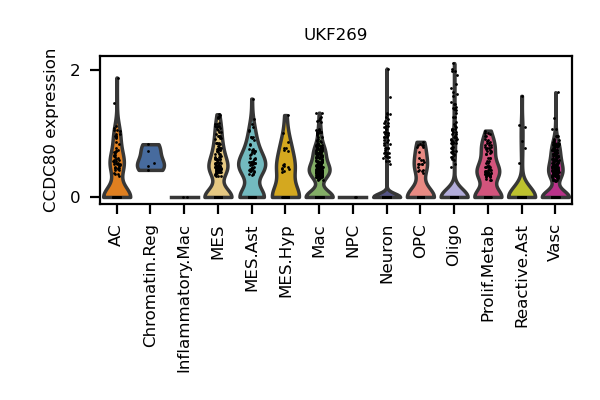 UKF269
CCDC80 expression
2
0
AC
Chromatin.Reg
Inflammatory.Mac
MES
MES.Ast
MES.Hyp
Mac
NPC
Neuron
OPC
Oligo
Prolif.Metab
Reactive.Ast
Vasc